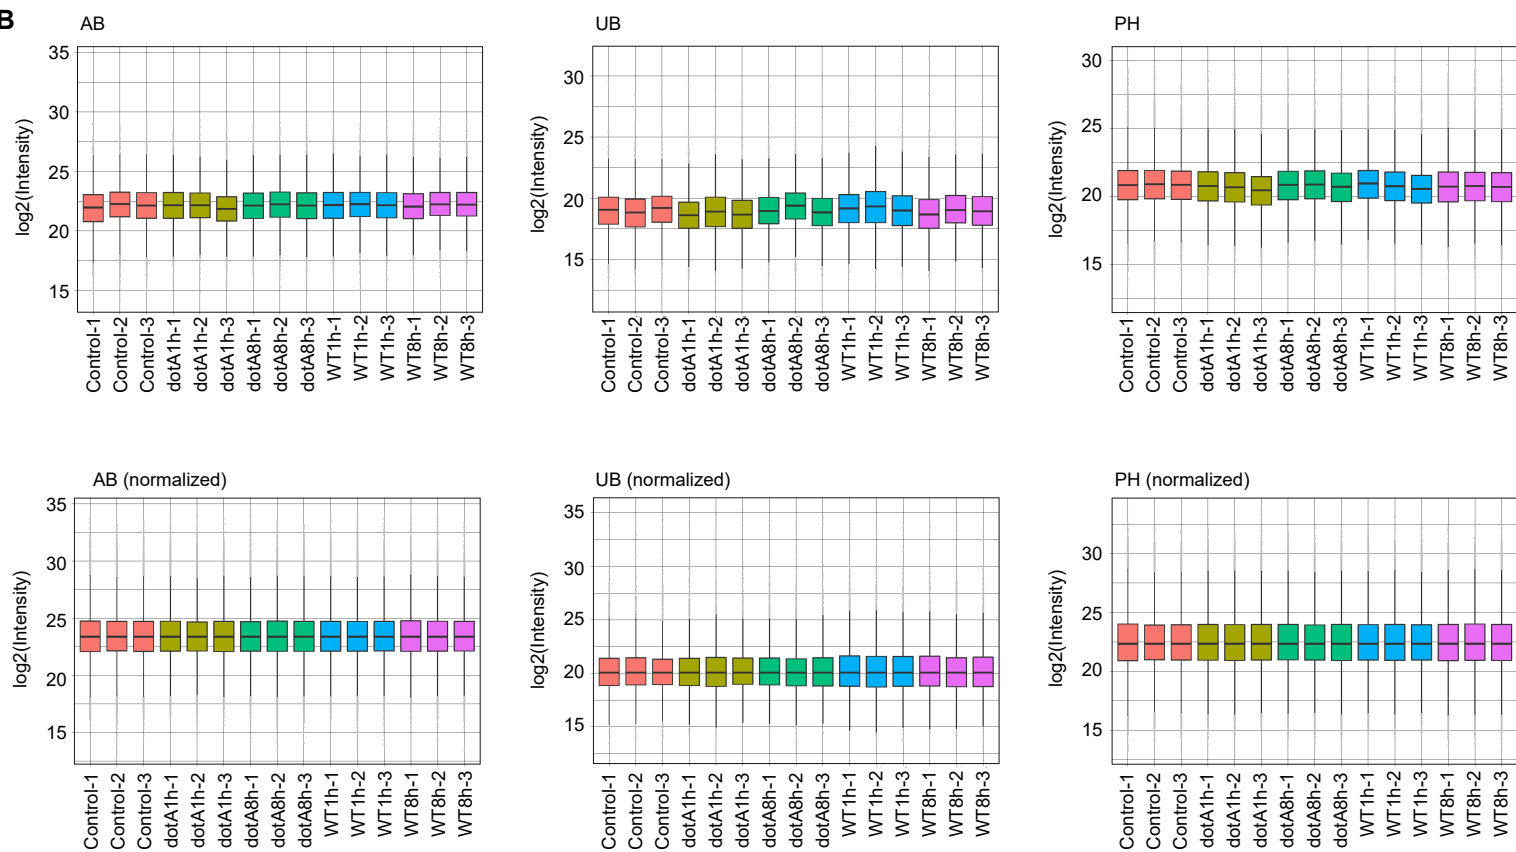 B
AB
UB
PH
35
30
25
20
15
log2(Intensity)
Control-1
Control-2
Control-3
dotA1h-1
dotA1h-2
dotA1h-3
dotA8h-1
dotA8h-2
dotA8h-3
WT1h-1
WT1h-2
WT1h-3
WT8h-1
WT8h-2
WT8h-3
30
25
20
15
log2(Intensity)
Control-1
Control-2
Control-3
dotA1h-1
dotA1h-2
dotA1h-3
dotA8h-1
dotA8h-2
dotA8h-3
WT1h-1
WT1h-2
WT1h-3
WT8h-1
WT8h-2
WT8h-3
30
25
20
15
log2(Intensity)
Control-1
Control-2
Control-3
dotA1h-1
dotA1h-2
dotA1h-3
dotA8h-1
dotA8h-2
dotA8h-3
WT1h-1
WT1h-2
WT1h-3
WT8h-1
WT8h-2
WT8h-3
AB (normalized)
UB (normalized)
PH (normalized)
35
30
25
20
15
log2(Intensity)
Control-1
Control-2
Control-3
dotA1h-1
dotA1h-2
dotA1h-3
dotA8h-1
dotA8h-2
dotA8h-3
WT1h-1
WT1h-2
WT1h-3
WT8h-1
WT8h-2
WT8h-3
35
30
25
20
15
log2(Intensity)
Control-1
Control-2
Control-3
dotA1h-1
dotA1h-2
dotA1h-3
dotA8h-1
dotA8h-2
dotA8h-3
WT1h-1
WT1h-2
WT1h-3
WT8h-1
WT8h-2
WT8h-3
30
25
20
15
log2(Intensity)
Control-1
Control-2
Control-3
dotA1h-1
dotA1h-2
dotA1h-3
dotA8h-1
dotA8h-2
dotA8h-3
WT1h-1
WT1h-2
WT1h-3
WT8h-1
WT8h-2
WT8h-3